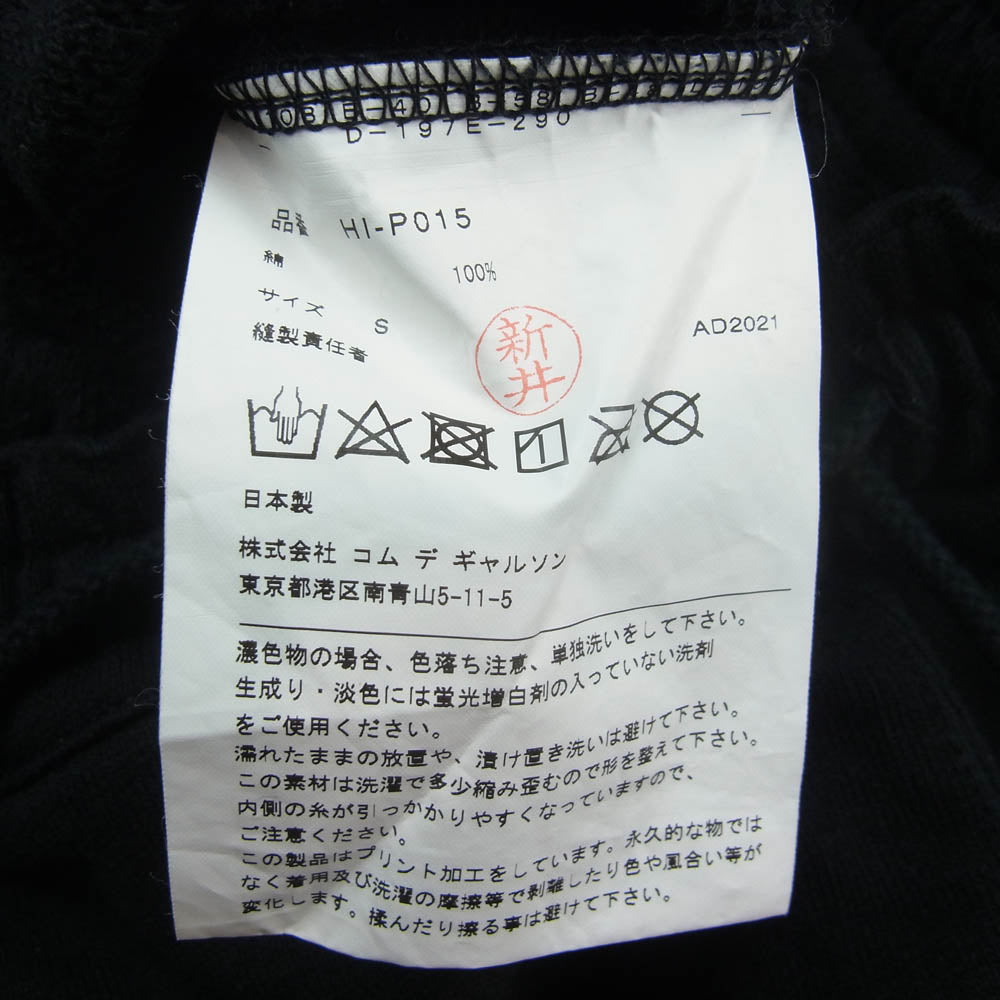 D-197E-290
品番 HI-P015
綿 100%
サイズ S
AD2021
縫製責任者
新井
日本製
株式会社 コム デ ギャルソン
東京都港区南青山5-11-5
濃色物の場合、色落ち注意、単独洗いをして下さい。
生成り・淡色には蛍光増白剤の入っていない洗剤
をご使用ください。
濡れたままの放置や、漬け置き洗いは避けて下さい。
この素材は洗濯で多少縮み歪むので形を整えて下さい。
内側の糸が引っかかりやすくなっていますので、
ご注意ください。
この製品はプリント加工をしています。永久的な物では
なく着用及び洗濯の摩擦等で剥離したり色や風合い等が
変化します。揉んだり擦る事は避けて下さい。